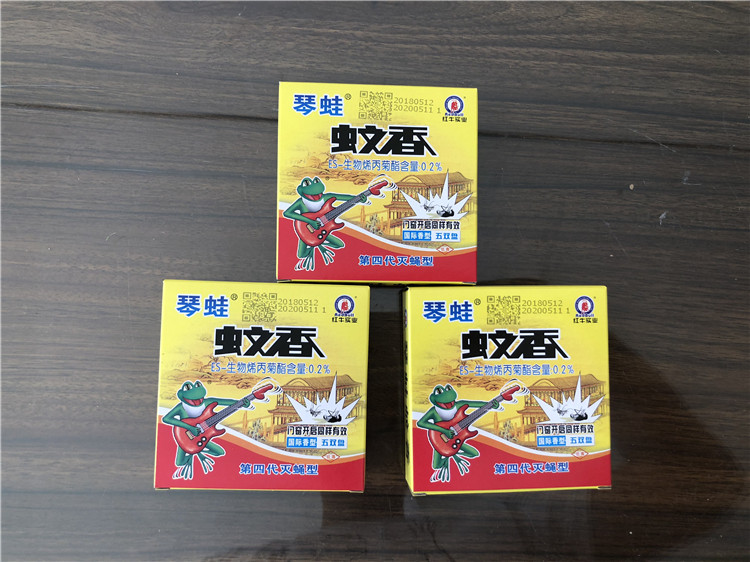 琴蛙®
20180512
20200511 1
红牛实业
蚊香
ES-生物烯丙菊酯含量0.2%
门窗开启同样有效
国际香型 五双盘
第四代灭蝇型
琴蛙®
20180512
20200511 1
红牛实业
蚊香
ES-生物烯丙菊酯含量0.2%
门窗开启同样有效
国际香型 五双盘
第四代灭蝇型
琴蛙®
20180512
20200511 1
红牛实业
蚊香
ES-生物烯丙菊酯含量0.2%
门窗开启同样有效
国际香型 五双盘
第四代灭蝇型